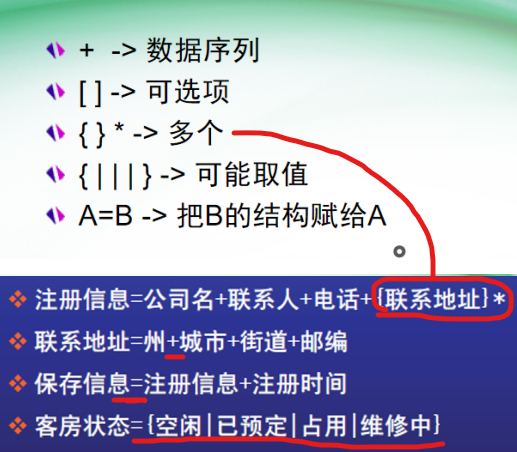 + -> 数据序列
[ ] -> 可选项
{ } * -> 多个
{ | | | } -> 可能取值
A=B -> 把B的结构赋给A
注册信息=公司名+联系人+电话+{联系地址}*
联系地址=州+城市+街道+邮编
保存信息=注册信息+注册时间
客房状态={空闲|已预定|占用|维修中}